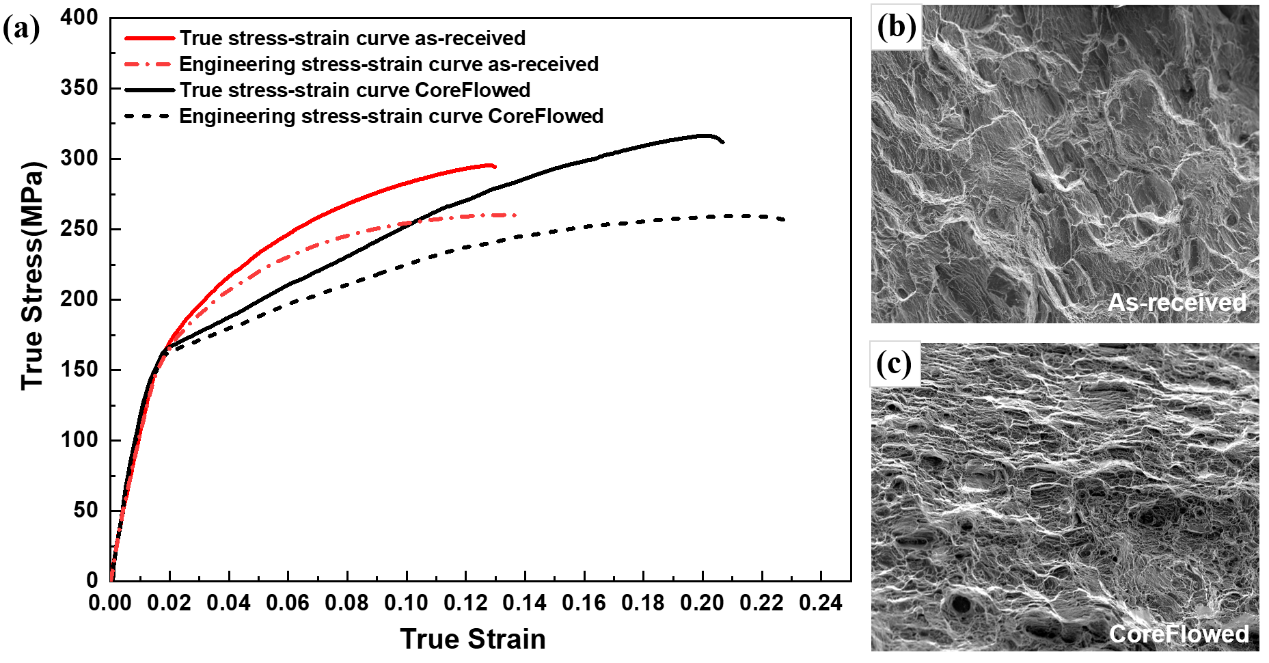 (a)
400
350
300
250
200
150
100
50
0
True Stress(MPa)
True stress-strain curve as-received
Engineering stress-strain curve as-received
True stress-strain curve CoreFlowed
Engineering stress-strain curve CoreFlowed
0.00 0.02 0.04 0.06 0.08 0.10 0.12 0.14 0.16 0.18 0.20 0.22 0.24
True Strain
(b)
As-received
(c)
CoreFlowed